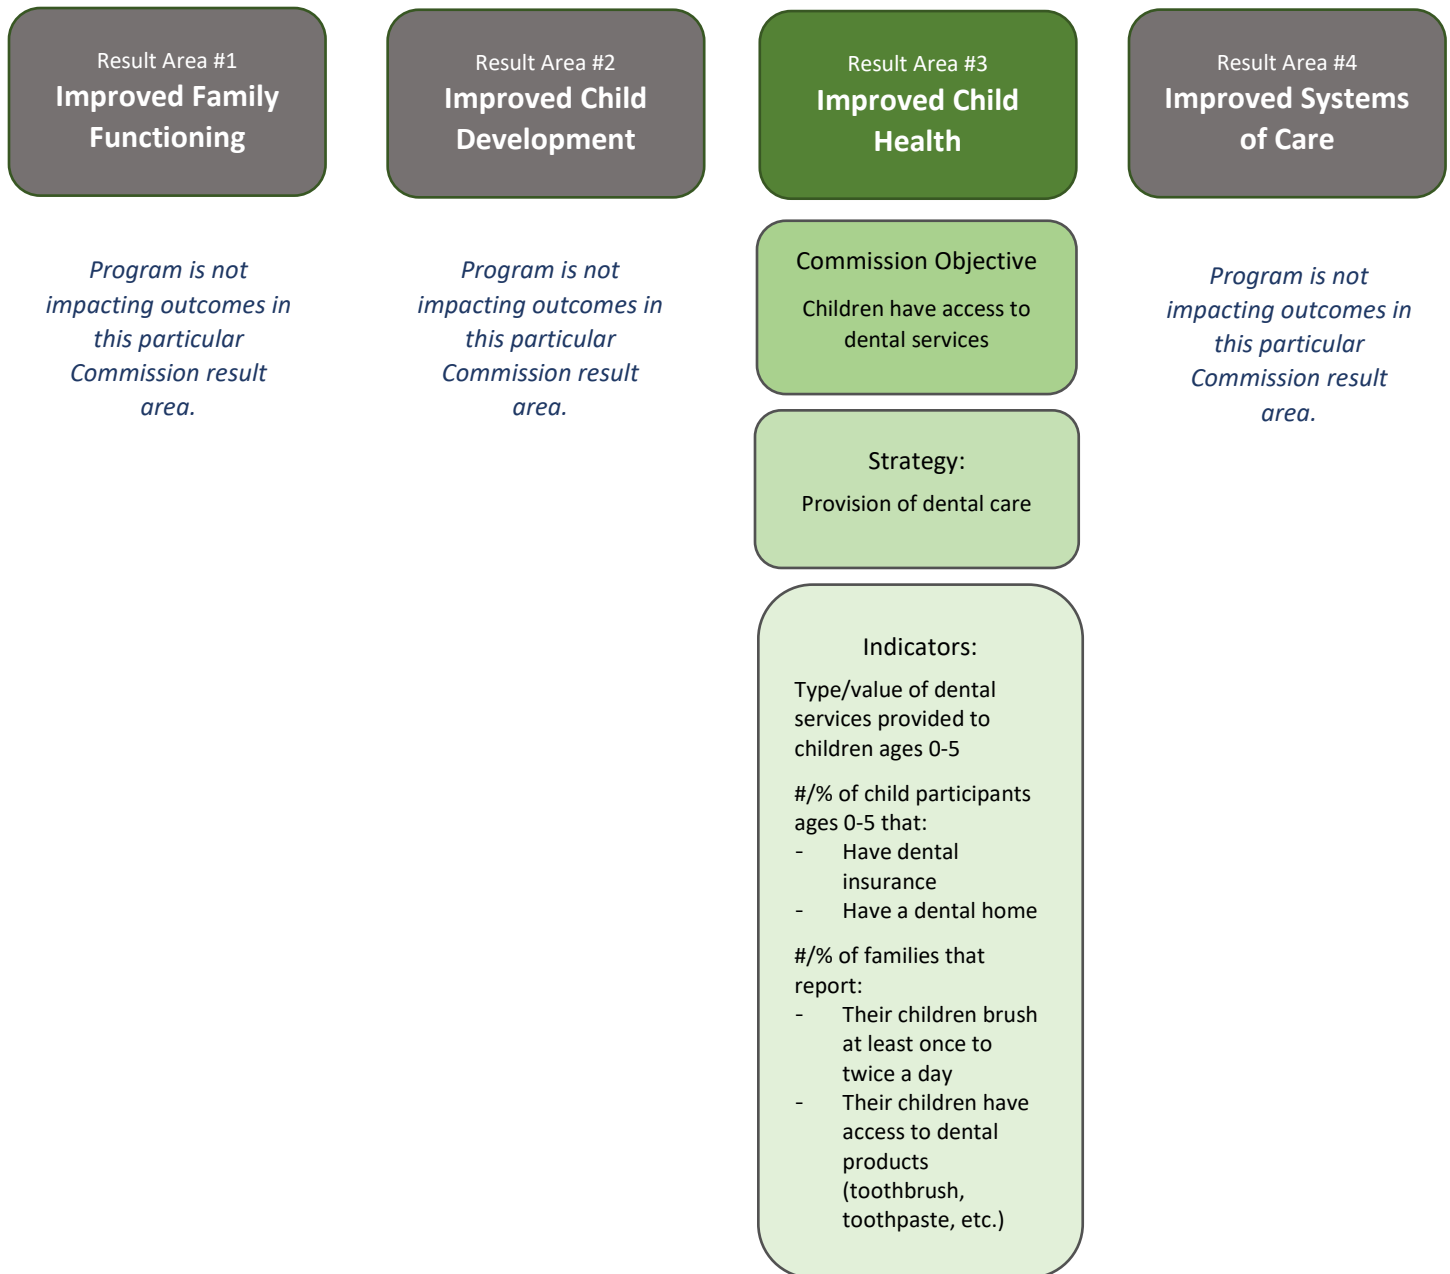 Result Area #1
Improved Family
Functioning
Program is not
impacting outcomes in
this particular
Commission result
area.
Result Area #2
Improved Child
Development
Program is not
impacting outcomes in
this particular
Commission result
area.
Result Area #3
Improved Child
Health
Commission Objective
Children have access to
dental services
Strategy:
Provision of dental care
Indicators:
Type/value of dental
services provided to
children ages 0-5
#/% of child participants
ages 0-5 that:
- Have dental
insurance
- Have a dental home
#/% of families that
report:
- Their children brush
at least once to
twice a day
- Their children have
access to dental
products
(toothbrush,
toothpaste, etc.)
Result Area #4
Improved Systems
of Care
Program is not
impacting outcomes in
this particular
Commission result
area.